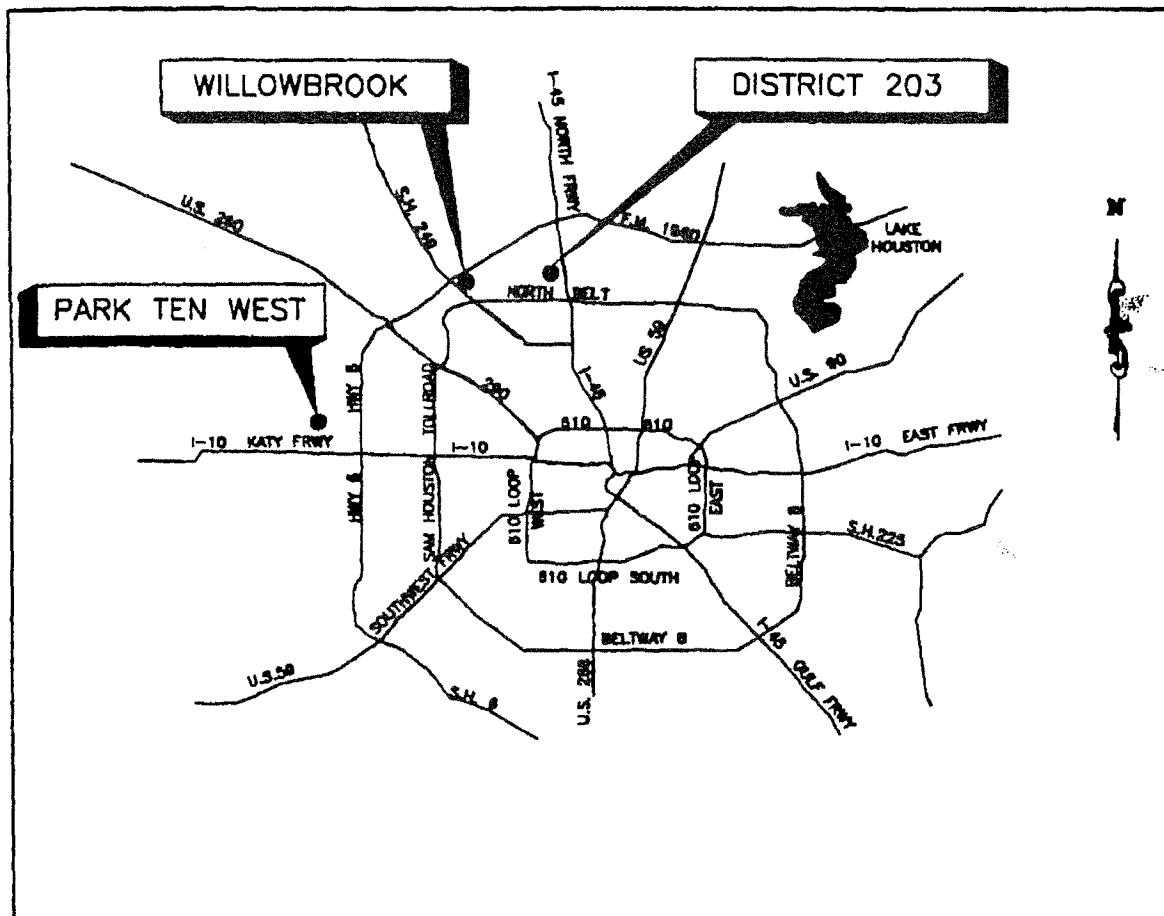 WILLOWBROOK
DISTRICT 203
I-45 NORTH FRWY
U.S. 290
S.H. 249
F.M. 1960
LAKE
HOUSTON
N
PARK TEN WEST
NORTH BELT
US 59
U.S. 90
HWY 6
SAM HOUSTON TOLLROAD
290
I-45
610
610
I-10 KATY FRWY
I-10
I-10 EAST FRWY
HWY 6
610 LOOP
WEST
610 LOOP
EAST
BELTWAY 8
S.H. 225
SOUTHWEST FRWY
610 LOOP SOUTH
BELTWAY 8
U.S. 59
S.H. 6
U.S. 288
I-45 GULF FRWY